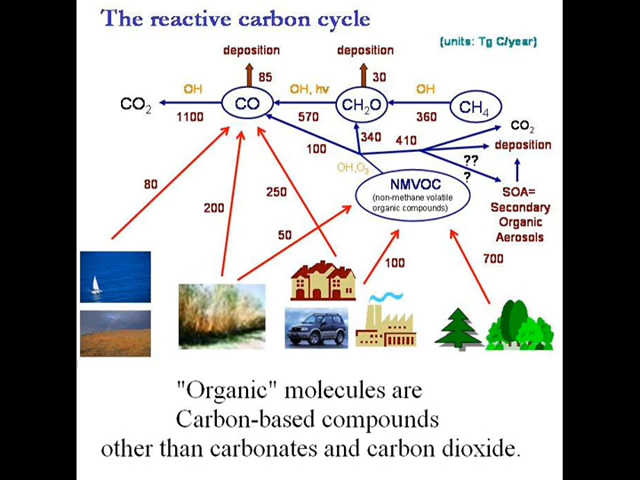 The reactive carbon cycle
(units: Tg C/year)
deposition
deposition
85
30
OH
OH, hν
OH
CO₂
CO
CH₂O
CH₄
1100
570
360
340
410
100
CO₂
deposition
OH,O₃
??
?
80
200
250
50
NMVOC
(non-methane volatile
organic compounds)
SOA=
Secondary
Organic
Aerosols
100
700
"Organic" molecules are
Carbon-based compounds
other than carbonates and carbon dioxide.